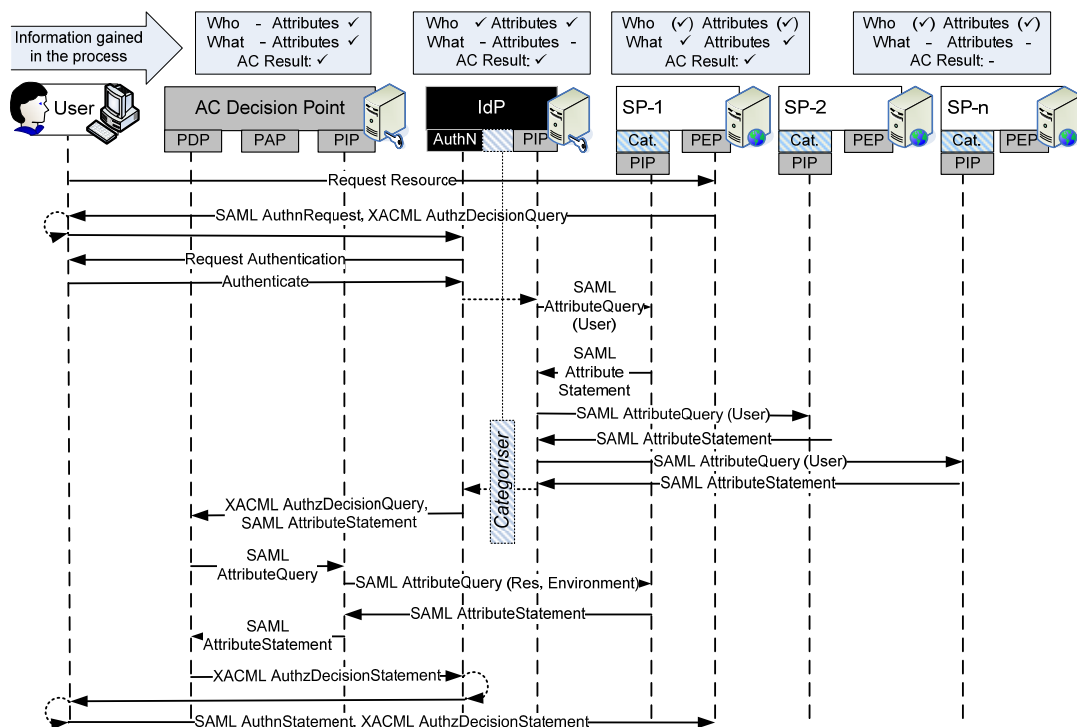 Information gained
in the process
Who - Attributes ✓
What - Attributes ✓
AC Result: ✓
Who ✓ Attributes ✓
What - Attributes -
AC Result: ✓
Who (✓) Attributes (✓)
What ✓ Attributes ✓
AC Result: ✓
Who (✓) Attributes (✓)
What - Attributes -
AC Result: -
User
AC Decision Point
IdP
SP-1
SP-2
SP-n
PDP
PAP
PIP
AuthN
PIP
Cat.
PEP
Cat.
PEP
Cat.
PEP
PIP
PIP
PIP
Request Resource
SAML AuthnRequest, XACML AuthzDecisionQuery
Request Authentication
Authenticate
SAML
AttributeQuery
(User)
SAML
Attribute
Statement
SAML AttributeQuery (User)
SAML AttributeStatement
SAML AttributeQuery (User)
SAML AttributeStatement
Categoriser
XACML AuthzDecisionQuery,
SAML AttributeStatement
SAML
AttributeQuery
SAML AttributeQuery (Res, Environment)
SAML AttributeStatement
SAML
AttributeStatement
XACML AuthzDecisionStatement
SAML AuthnStatement, XACML AuthzDecisionStatement